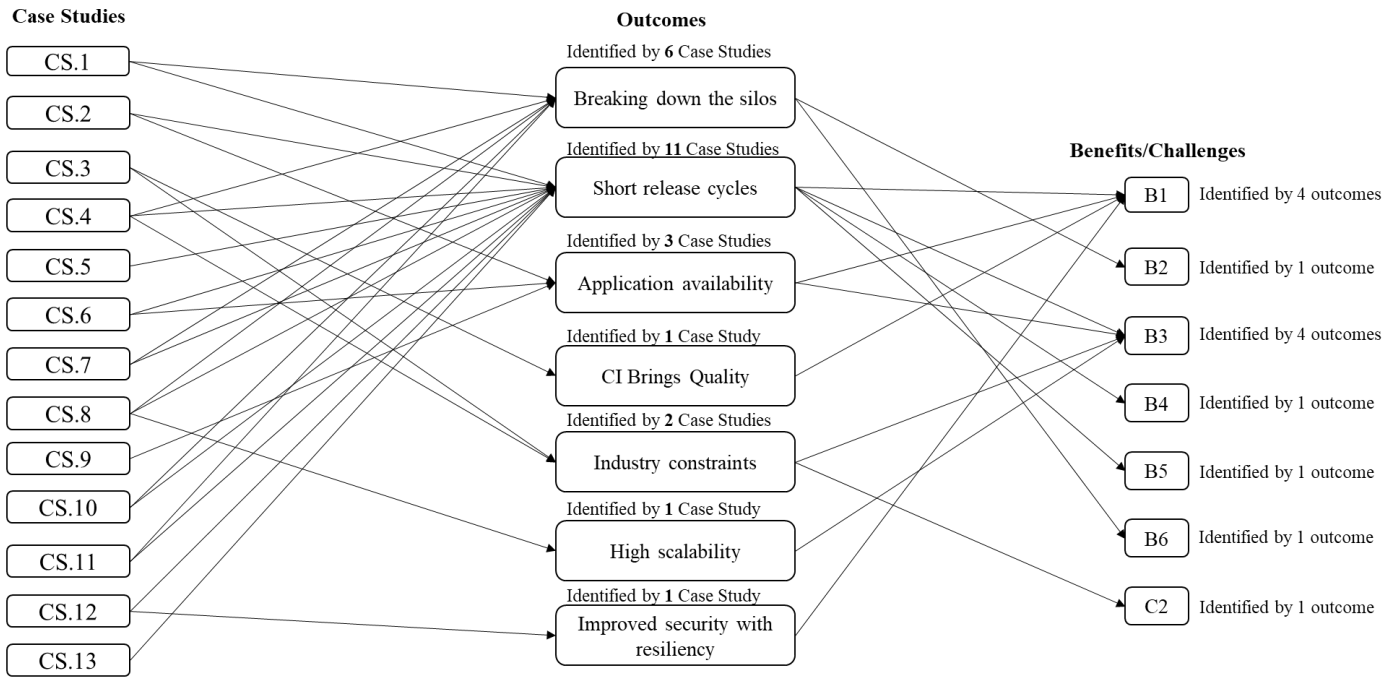 Case Studies
CS.1
CS.2
CS.3
CS.4
CS.5
CS.6
CS.7
CS.8
CS.9
CS.10
CS.11
CS.12
CS.13
Outcomes
Identified by 6 Case Studies
Breaking down the silos
Identified by 11 Case Studies
Short release cycles
Identified by 3 Case Studies
Application availability
Identified by 1 Case Study
CI Brings Quality
Identified by 2 Case Studies
Industry constraints
Identified by 1 Case Study
High scalability
Identified by 1 Case Study
Improved security with
resiliency
Benefits/Challenges
B1 Identified by 4 outcomes
B2 Identified by 1 outcome
B3 Identified by 4 outcomes
B4 Identified by 1 outcome
B5 Identified by 1 outcome
B6 Identified by 1 outcome
C2 Identified by 1 outcome